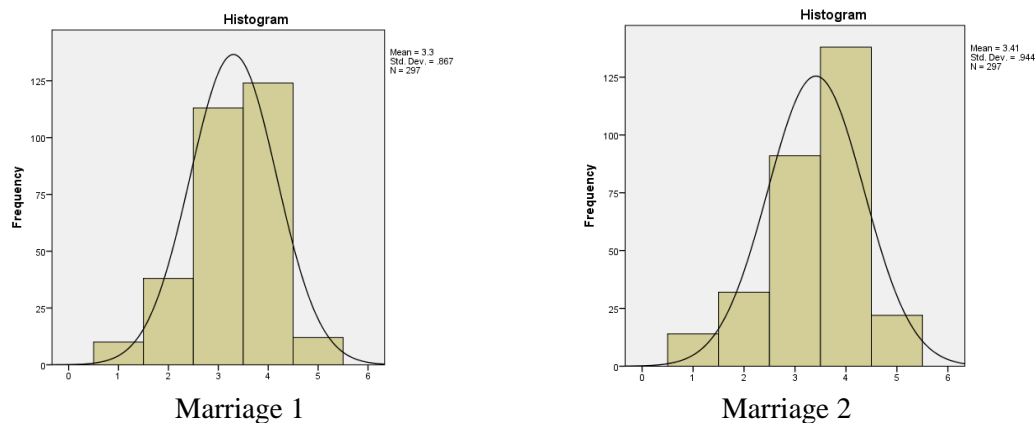 Histogram
Mean = 3.3
Std. Dev. = .867
N = 297
Frequency
125
100
75
50
25
0
0 1 2 3 4 5 6
Marriage 1
Histogram
Mean = 3.41
Std. Dev. = .944
N = 297
Frequency
125
100
75
50
25
0
0 1 2 3 4 5 6
Marriage 2